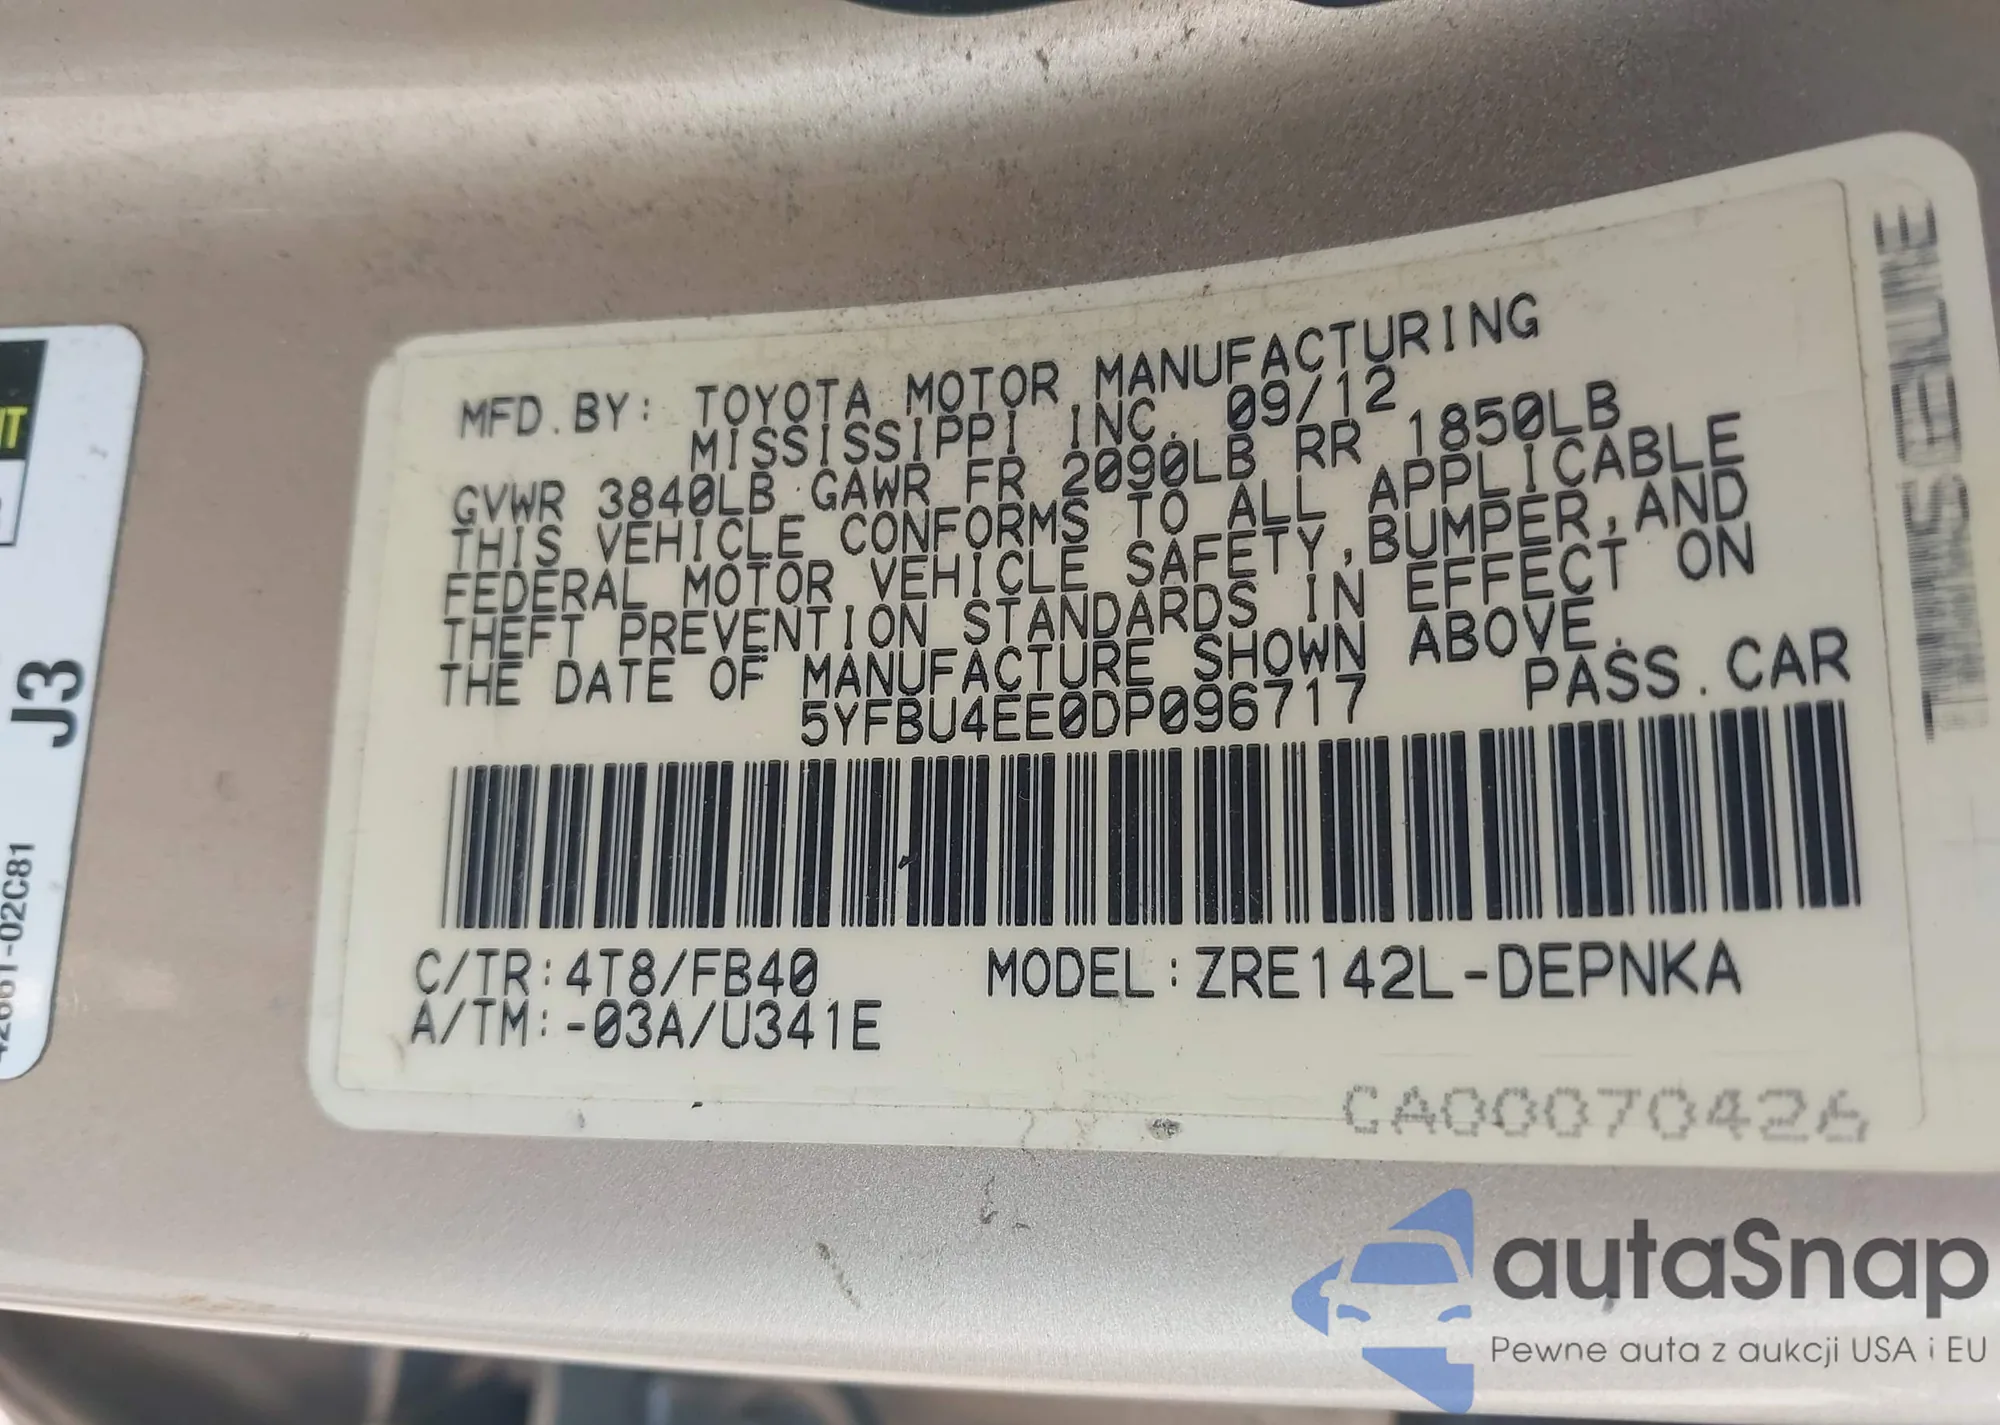 MFD.BY: TOYOTA MOTOR MANUFACTURING
MISSISSIPPI INC. 09/12
GVWR 3840LB GAWR FR 2090LB RR 1850LB
THIS VEHICLE CONFORMS TO ALL APPLICABLE
FEDERAL MOTOR VEHICLE SAFETY,BUMPER,AND
THEFT PREVENTION STANDARDS IN EFFECT ON
THE DATE OF MANUFACTURE SHOWN ABOVE.
5YFBU4EE0DP096717 PASS.CAR
C/TR:4T8/FB40 MODEL:ZRE142L-DEPNKA
A/TM:-03A/U341E
CA00070426
J3
42661-02C81
autaSnap
Pewne auta z aukcji USA i EU